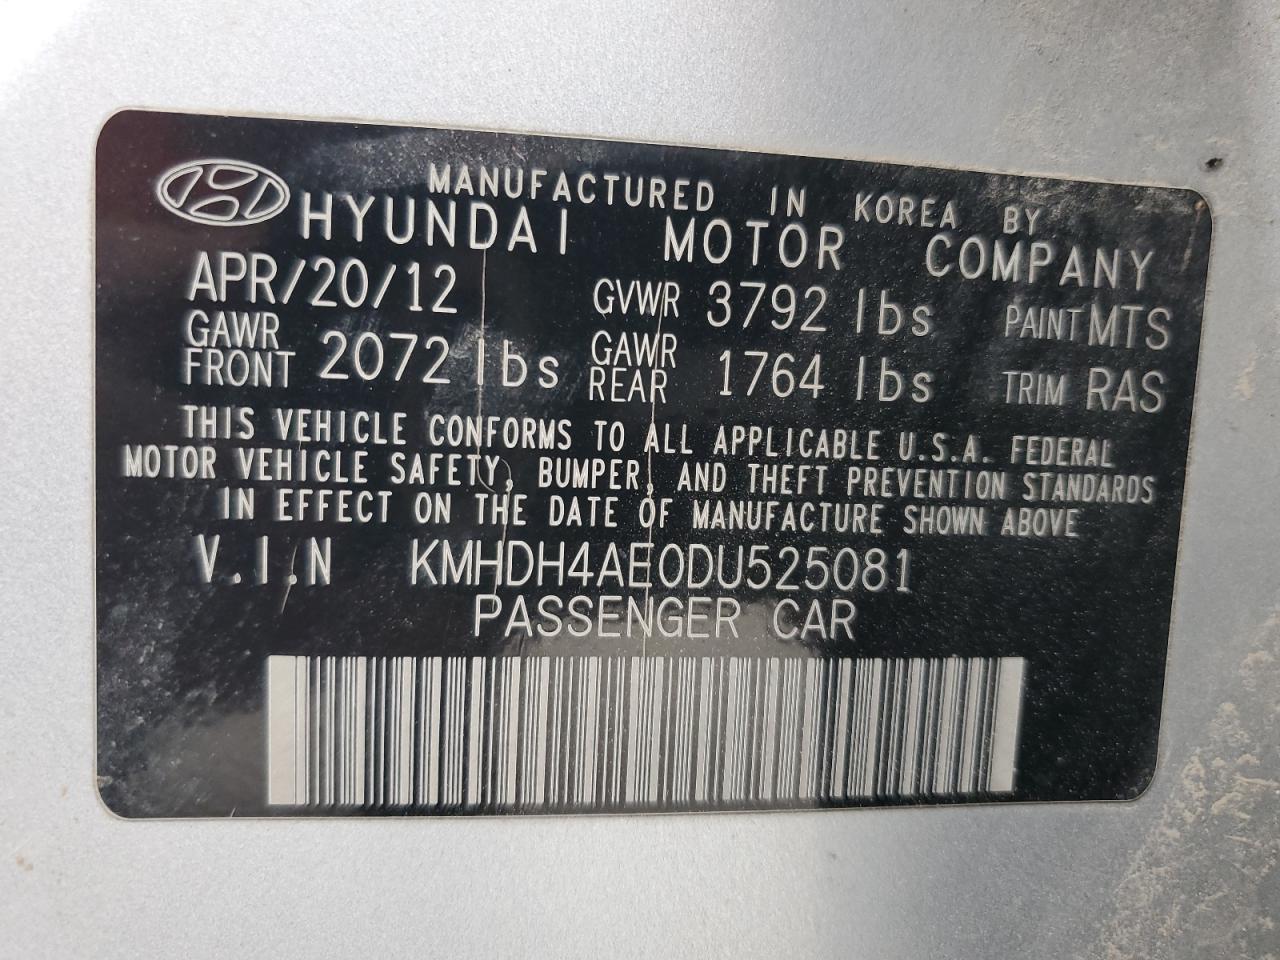 MANUFACTURED IN KOREA BY
HYUNDAI MOTOR COMPANY
APR/20/12 GVWR 3792 lbs PAINT MTS
GAWR FRONT 2072 lbs GAWR REAR 1764 lbs TRIM RAS
THIS VEHICLE CONFORMS TO ALL APPLICABLE U.S.A. FEDERAL
MOTOR VEHICLE SAFETY, BUMPER, AND THEFT PREVENTION STANDARDS
IN EFFECT ON THE DATE OF MANUFACTURE SHOWN ABOVE
V.I.N KMHDH4AE0DU525081
PASSENGER CAR